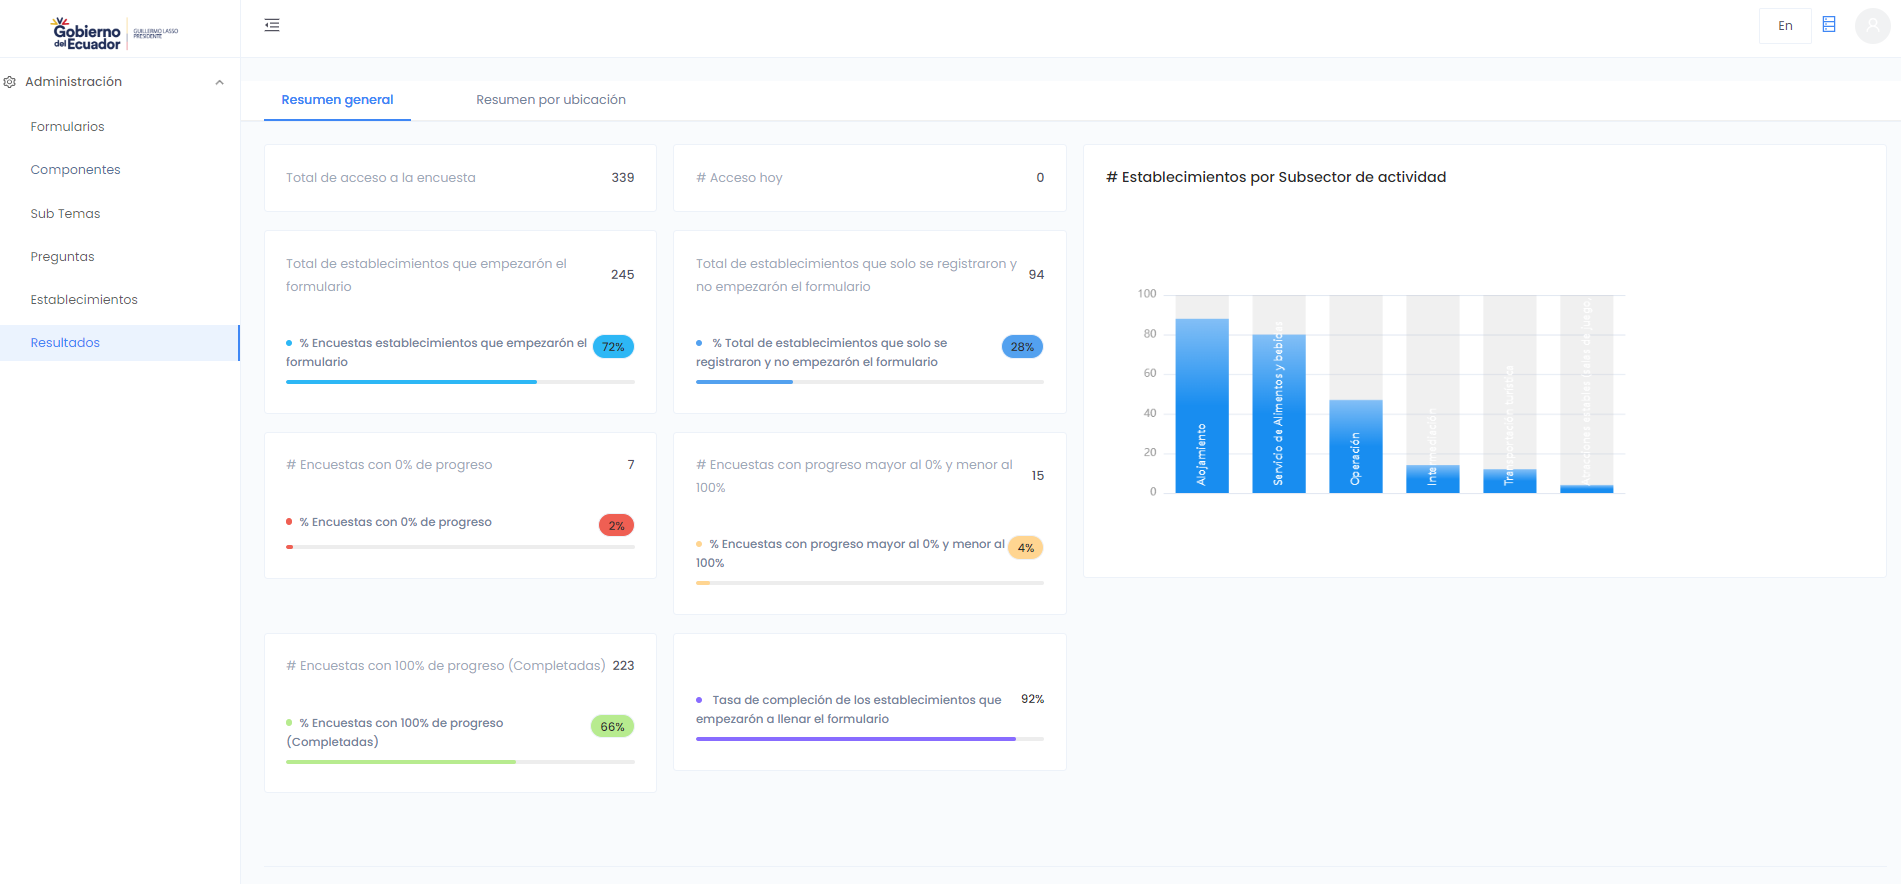 Gobierno
del Ecuador
GUILLERMO LASSO
PRESIDENTE
En
Administración
Formularios
Componentes
Sub Temas
Preguntas
Establecimientos
Resultados
Resumen general
Resumen por ubicación
Total de acceso a la encuesta
339
# Acceso hoy
0
Total de establecimientos que empezarón el
formulario
245
% Encuestas establecimientos que empezarón el
formulario
72%
Total de establecimientos que solo se registraron y
no empezarón el formulario
94
% Total de establecimientos que solo se
registraron y no empezarón el formulario
28%
# Encuestas con 0% de progreso
7
% Encuestas con 0% de progreso
2%
# Encuestas con progreso mayor al 0% y menor al
100%
15
% Encuestas con progreso mayor al 0% y menor al
100%
4%
# Encuestas con 100% de progreso (Completadas)
223
% Encuestas con 100% de progreso
(Completadas)
66%
Tasa de compleción de los establecimientos que
empezarón a llenar el formulario
92%
# Establecimientos por Subsector de actividad
100
80
60
40
20
0
Alojamiento
Servicio de Alimentos y bebidas
Operación
Intermediación
Transportación turística
Atracciones estables (salas de juego,